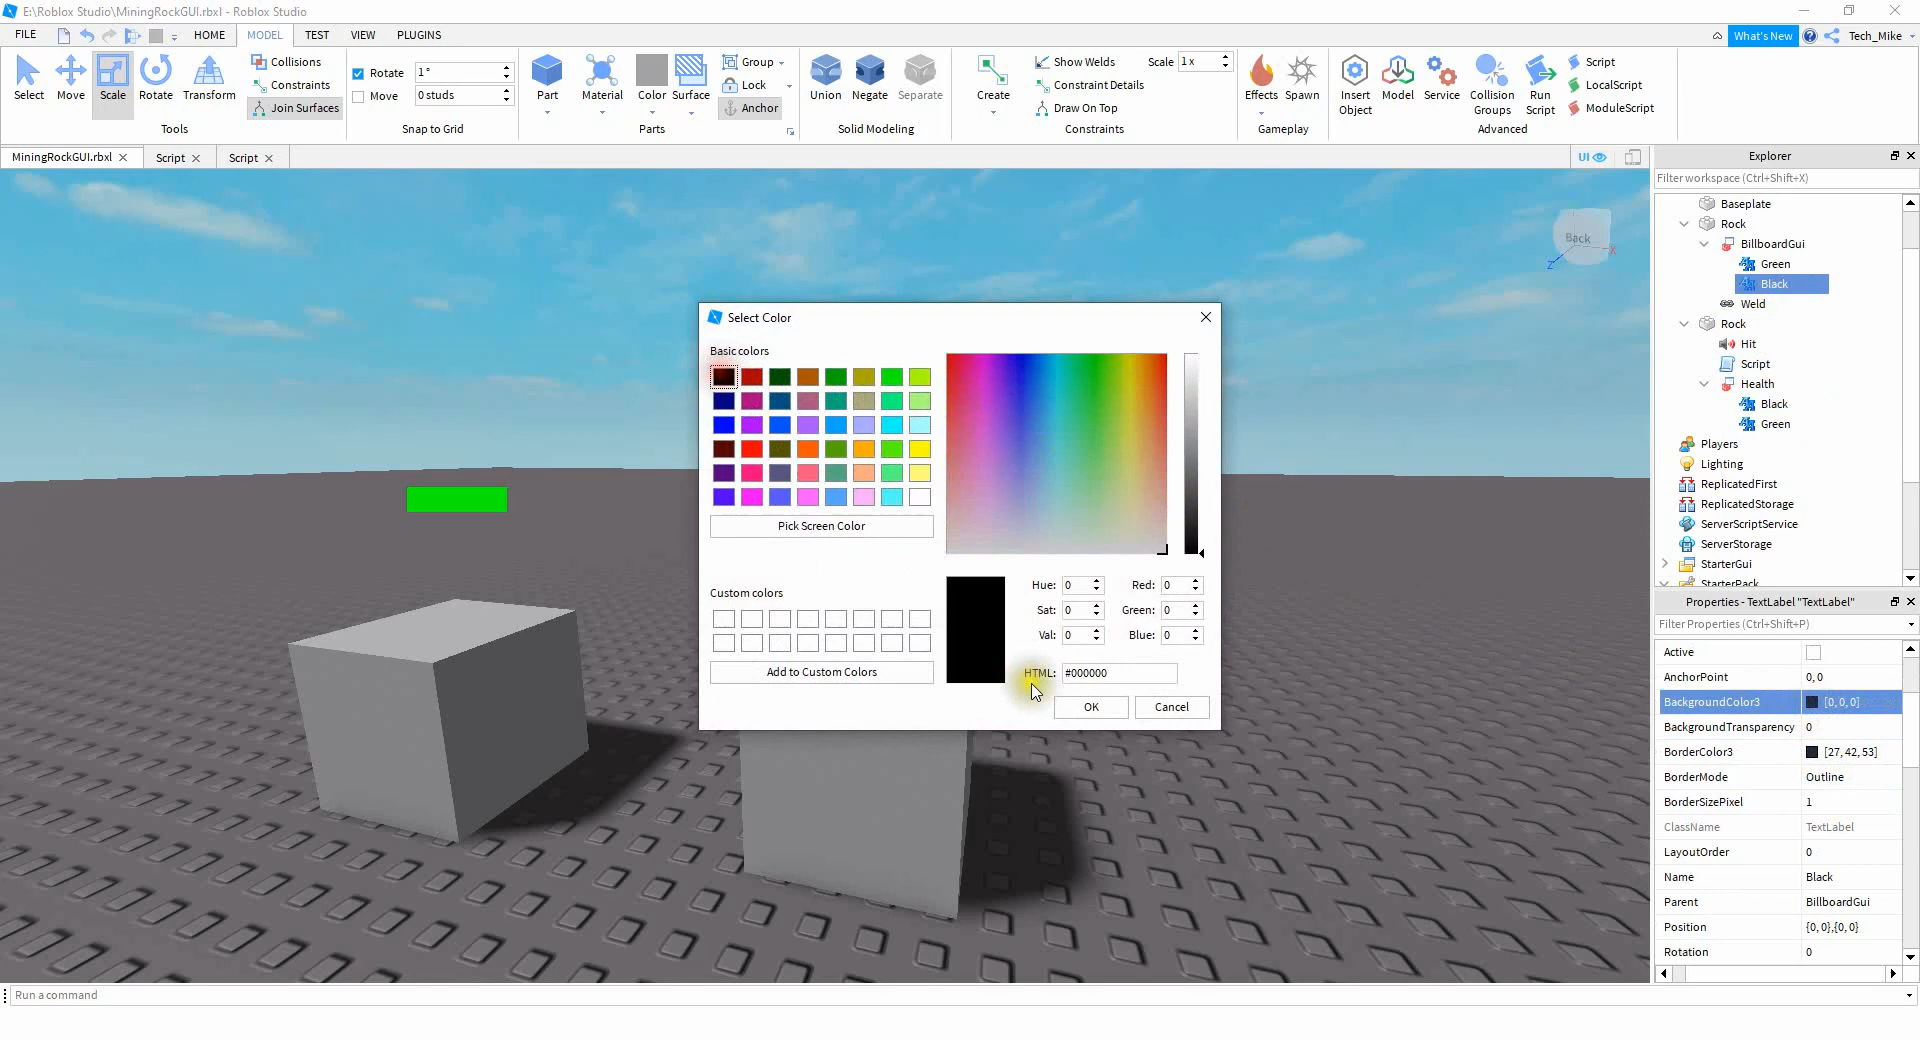 E:\Roblox Studio\MiningRockGUI.rbxl - Roblox Studio
FILE HOME MODEL TEST VIEW PLUGINS What's New Tech_Mike
Select Move Scale Rotate Transform
Collisions
Constraints
Join Surfaces
Tools
Rotate 1 °
Move 0 studs
Snap to Grid
Part Material Color Surface
Group
Lock
Anchor
Parts
Union Negate Separate
Solid Modeling
Create
Show Welds Scale 1 x
Constraint Details
Draw On Top
Constraints
Effects Spawn
Gameplay
Insert Object Model Service Collision Groups Run Script
Script
LocalScript
ModuleScript
Advanced
MiningRockGUI.rbxl Script Script UI
Back
X
Z
Select Color
Basic colors
Pick Screen Color
Custom colors
Add to Custom Colors
Hue: 0 Red: 0
Sat: 0 Green: 0
Val: 0 Blue: 0
HTML: #000000
OK Cancel
Explorer
Filter workspace (Ctrl+Shift+X)
Baseplate
Rock
BillboardGui
Green
Black
Weld
Rock
Hit
Script
Health
Black
Green
Players
Lighting
ReplicatedFirst
ReplicatedStorage
ServerScriptService
ServerStorage
StarterGui
StarterPack
Properties - TextLabel "TextLabel"
Filter Properties (Ctrl+Shift+P)
Active
AnchorPoint 0, 0
BackgroundColor3 [0, 0, 0]
BackgroundTransparency 0
BorderColor3 [27, 42, 53]
BorderMode Outline
BorderSizePixel 1
ClassName TextLabel
LayoutOrder 0
Name Black
Parent BillboardGui
Position {0, 0},{0, 0}
Rotation 0
Run a command